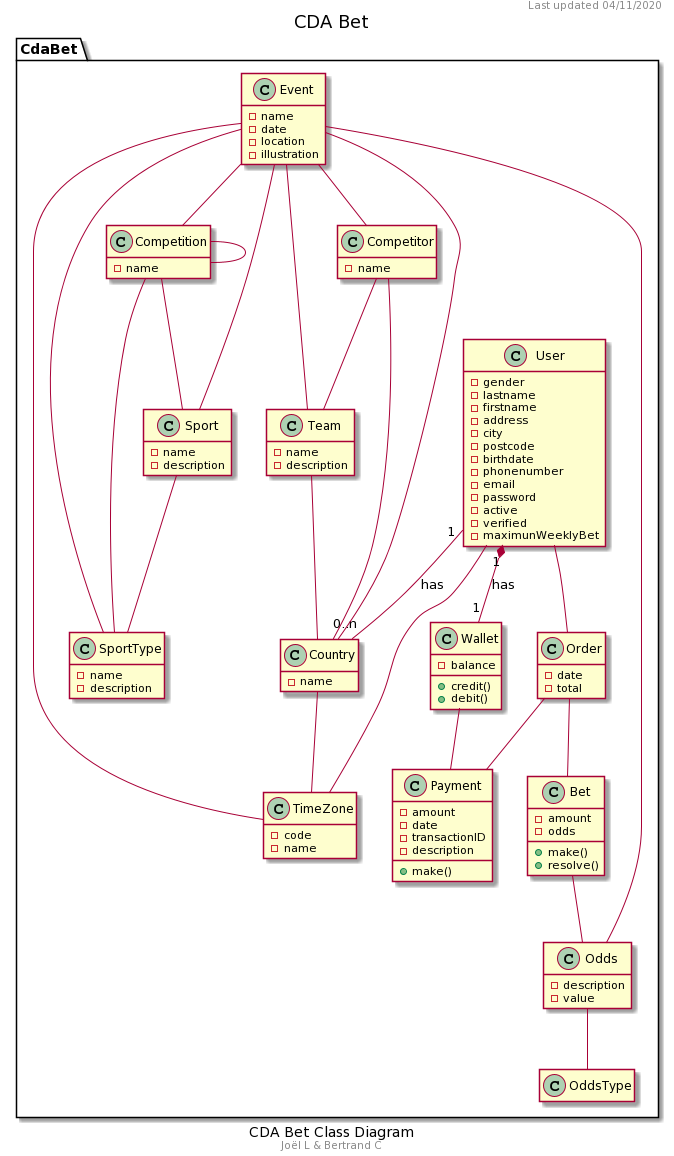 Last updated 04/11/2020
CDA Bet
CdaBet
C Event
name
date
location
illustration
C Competition
name
C Competitor
name
C User
gender
lastname
firstname
address
city
postcode
birthdate
phonenumber
email
password
active
verified
maximunWeeklyBet
C Sport
name
description
C Team
name
description
1
1
has
has
1
0..n
C SportType
name
description
C Country
name
C Wallet
balance
credit()
debit()
C Order
date
total
C TimeZone
code
name
C Payment
amount
date
transactionID
description
make()
C Bet
amount
odds
make()
resolve()
C Odds
description
value
C OddsType
CDA Bet Class Diagram
Joël L & Bertrand C